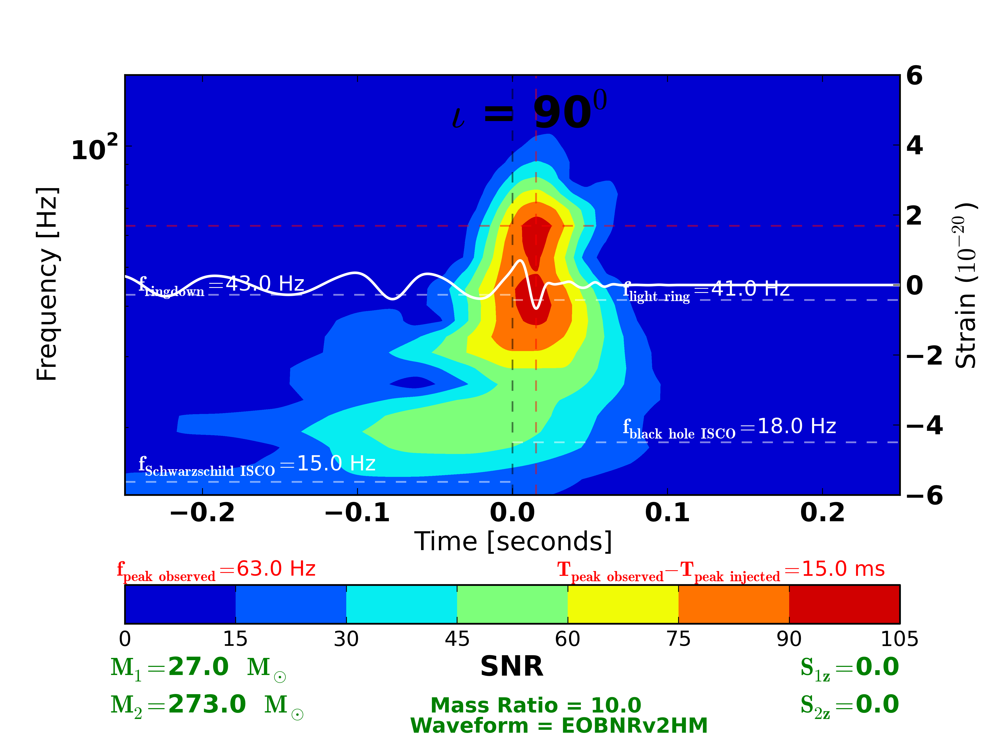 ι = 90⁰
10²
Frequency [Hz]
6
4
2
0
−2
−4
−6
Strain (10⁻²⁰)
f_ringdown =43.0 Hz
f_light ring =41.0 Hz
f_black hole ISCO =18.0 Hz
f_Schwarzschild ISCO =15.0 Hz
−0.2 −0.1 0.0 0.1 0.2
Time [seconds]
f_peak observed =63.0 Hz T_peak observed −T_peak injected =15.0 ms
0 15 30 45 60 75 90 105
SNR
M₁ =27.0 M_⊙ S_1z =0.0
M₂ =273.0 M_⊙ S_2z =0.0
Mass Ratio = 10.0
Waveform = EOBNRv2HM